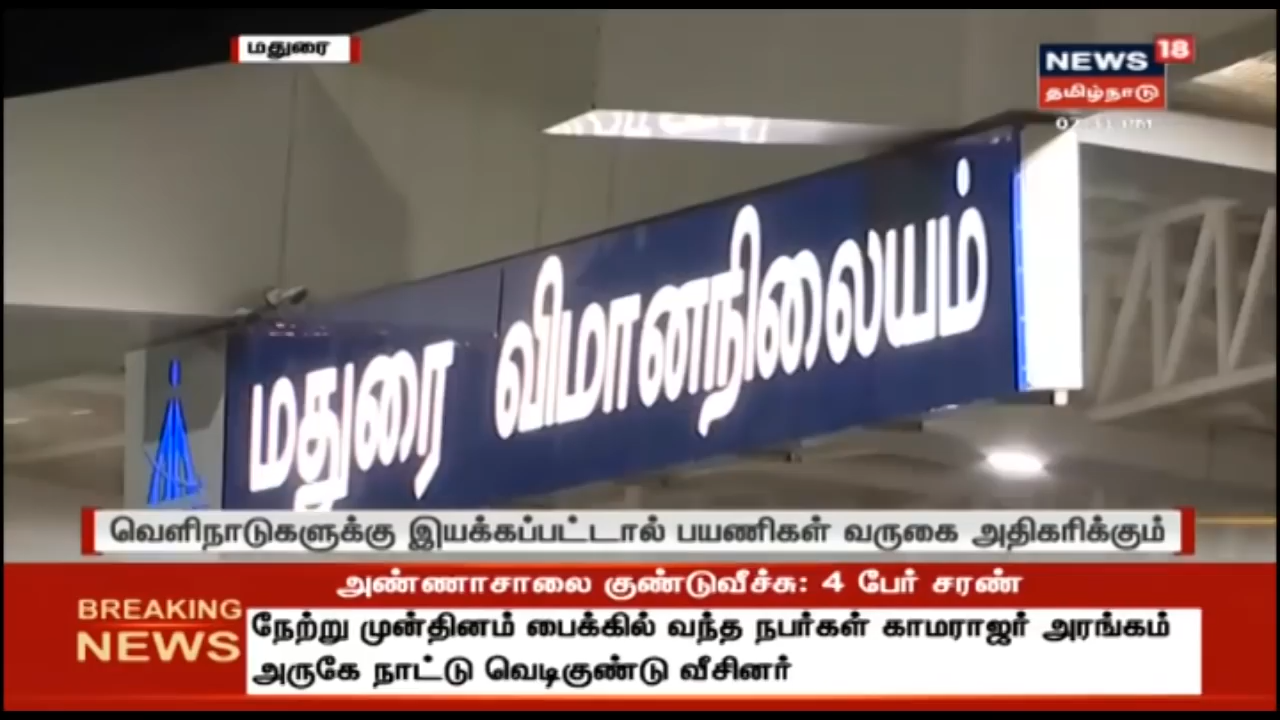 மதுரை
NEWS 18
தமிழ்நாடு
மதுரை விமானநிலையம்
வெளிநாடுகளுக்கு இயக்கப்பட்டால் பயணிகள் வருகை அதிகரிக்கும்
அண்ணாசாலை குண்டுவீச்சு: 4 பேர் சரண்
BREAKING
NEWS
நேற்று முன்தினம் பைக்கில் வந்த நபர்கள் காமராஜர் அரங்கம்
அருகே நாட்டு வெடிகுண்டு வீசினர்